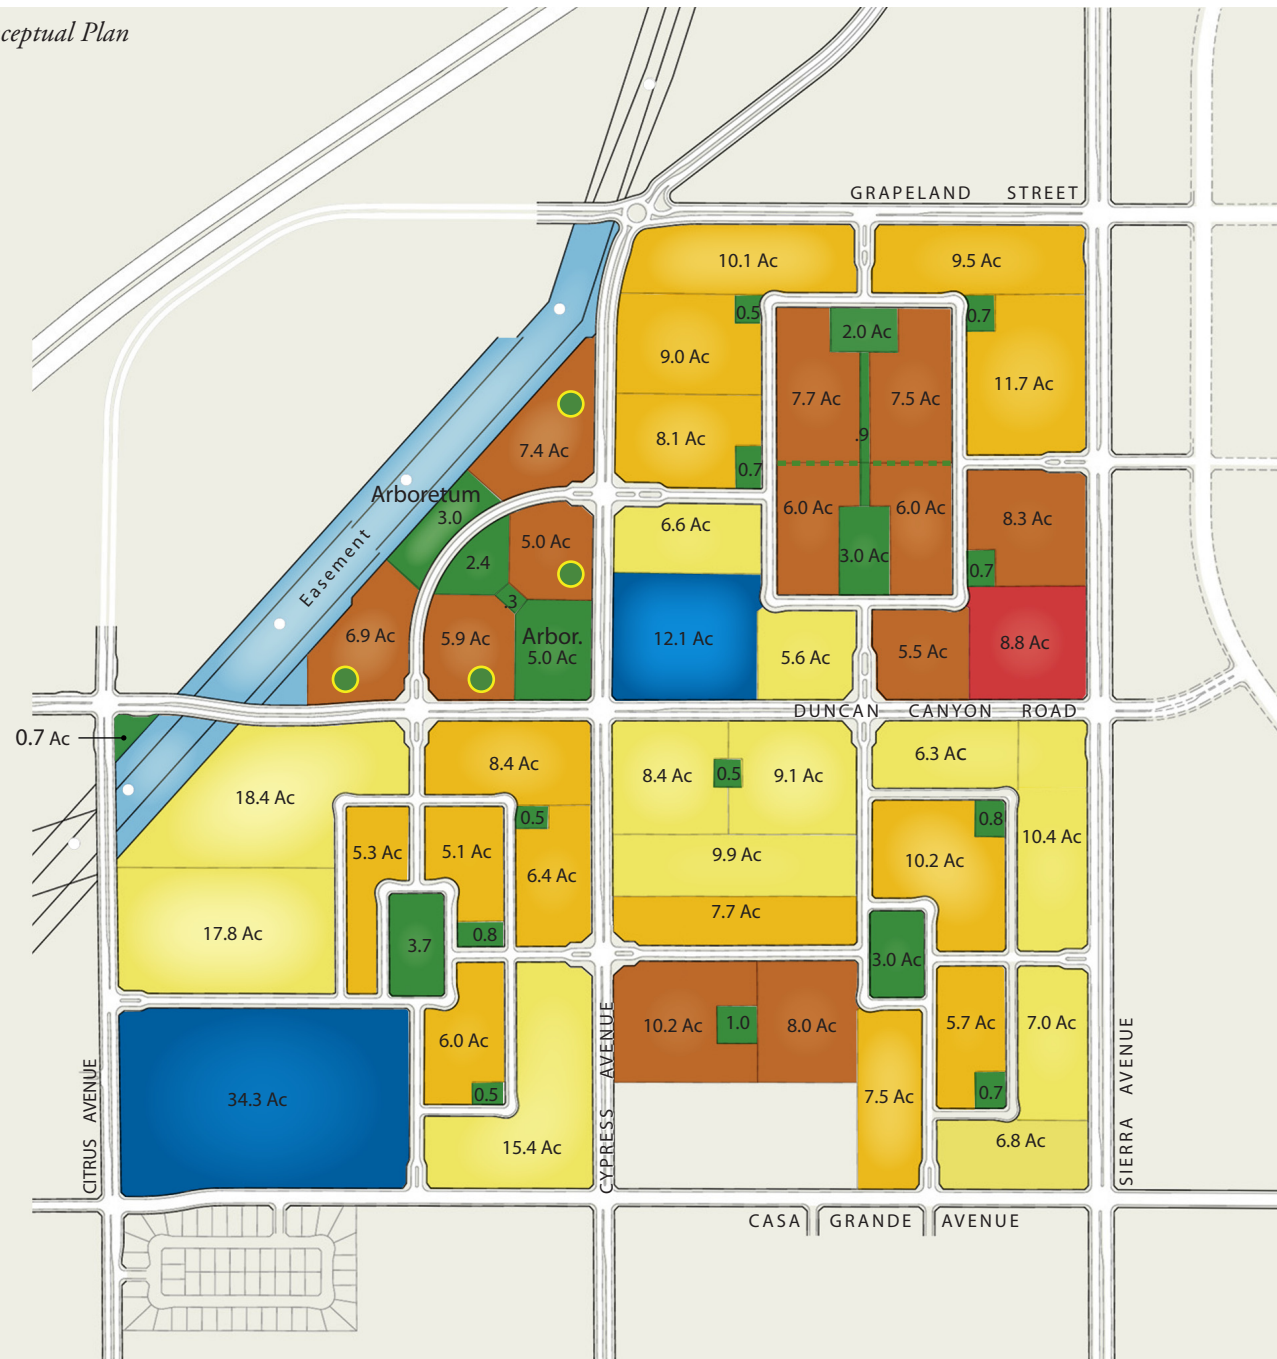 ceptual Plan
GRAPELAND STREET
10.1 Ac
9.5 Ac
0.5
0.7
2.0 Ac
9.0 Ac
11.7 Ac
7.7 Ac
7.5 Ac
8.1 Ac
.9
7.4 Ac
0.7
Arboretum
3.0
6.0 Ac
6.0 Ac
8.3 Ac
6.6 Ac
5.0 Ac
2.4
3.0 Ac
0.7
Easement
.3
6.9 Ac
5.9 Ac
Arbor.
5.0 Ac
12.1 Ac
5.6 Ac
5.5 Ac
8.8 Ac
DUNCAN CANYON ROAD
0.7 Ac
8.4 Ac
6.3 Ac
18.4 Ac
8.4 Ac
0.5
9.1 Ac
0.5
0.8
10.4 Ac
5.3 Ac
5.1 Ac
9.9 Ac
10.2 Ac
6.4 Ac
7.7 Ac
17.8 Ac
3.7
0.8
3.0 Ac
10.2 Ac
1.0
8.0 Ac
5.7 Ac
7.0 Ac
6.0 Ac
34.3 Ac
0.5
7.5 Ac
0.7
15.4 Ac
6.8 Ac
CITRUS AVENUE
CYPRESS AVENUE
SIERRA AVENUE
CASA GRANDE AVENUE